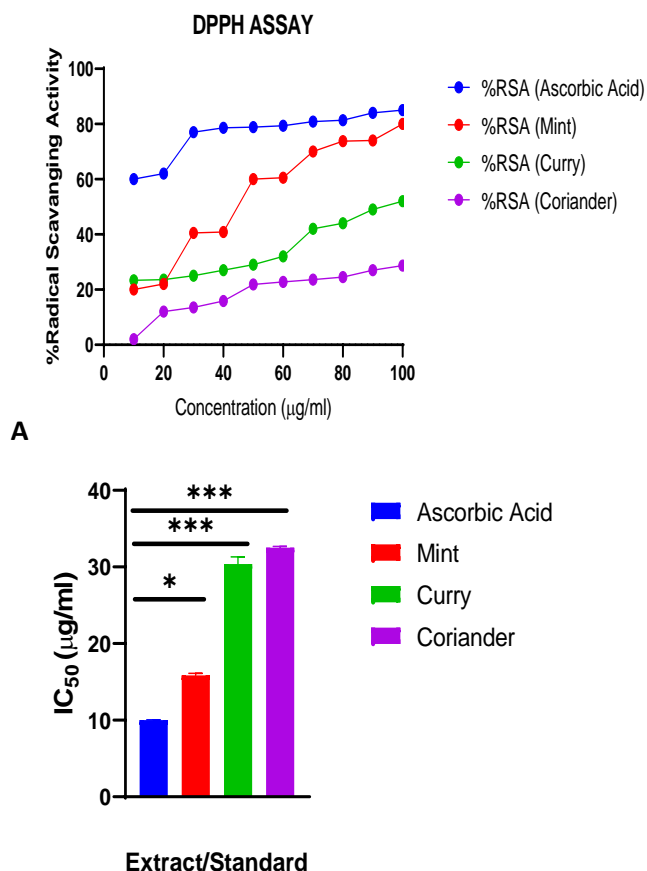 DPPH ASSAY
%Radical Scavanging Activity
100
80
60
40
20
0
0 20 40 60 80 100
Concentration (μg/ml)
%RSA (Ascorbic Acid)
%RSA (Mint)
%RSA (Curry)
%RSA (Coriander)
A
IC50 (μg/ml)
40
30
20
10
0
***
***
*
Extract/Standard
Ascorbic Acid
Mint
Curry
Coriander